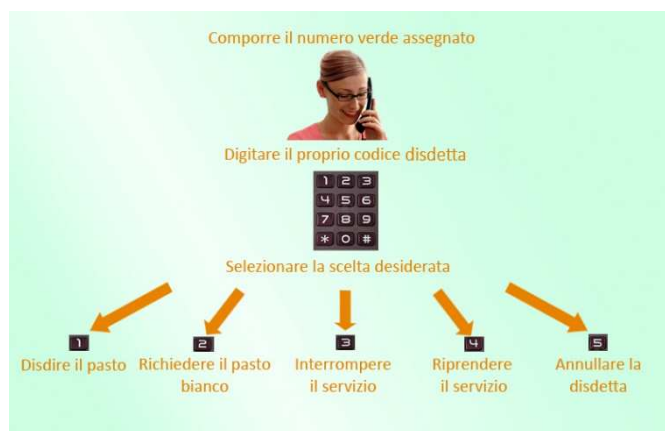 Comporre il numero verde assegnato
Digitare il proprio codice disdetta
1 2 3
4 5 6
7 8 9
* 0 #
Selezionare la scelta desiderata
1 2 3 4 5
Disdire il pasto Richiedere il pasto Interrompere Riprendere Annullare la
bianco il servizio il servizio disdetta